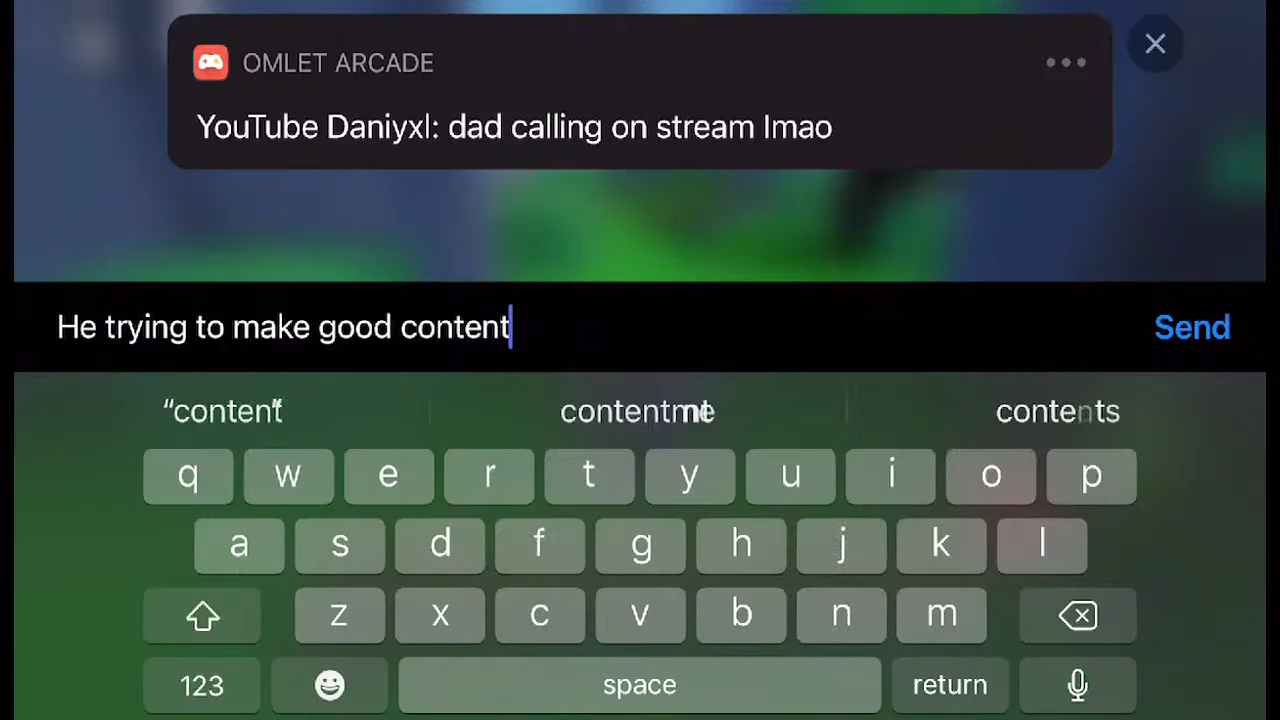 OMLET ARCADE
YouTube Daniyxl: dad calling on stream lmao
He trying to make good content
Send
"content"
contents
q w e r t y u i o p
a s d f g h j k l
z x c v b n m
123 space return